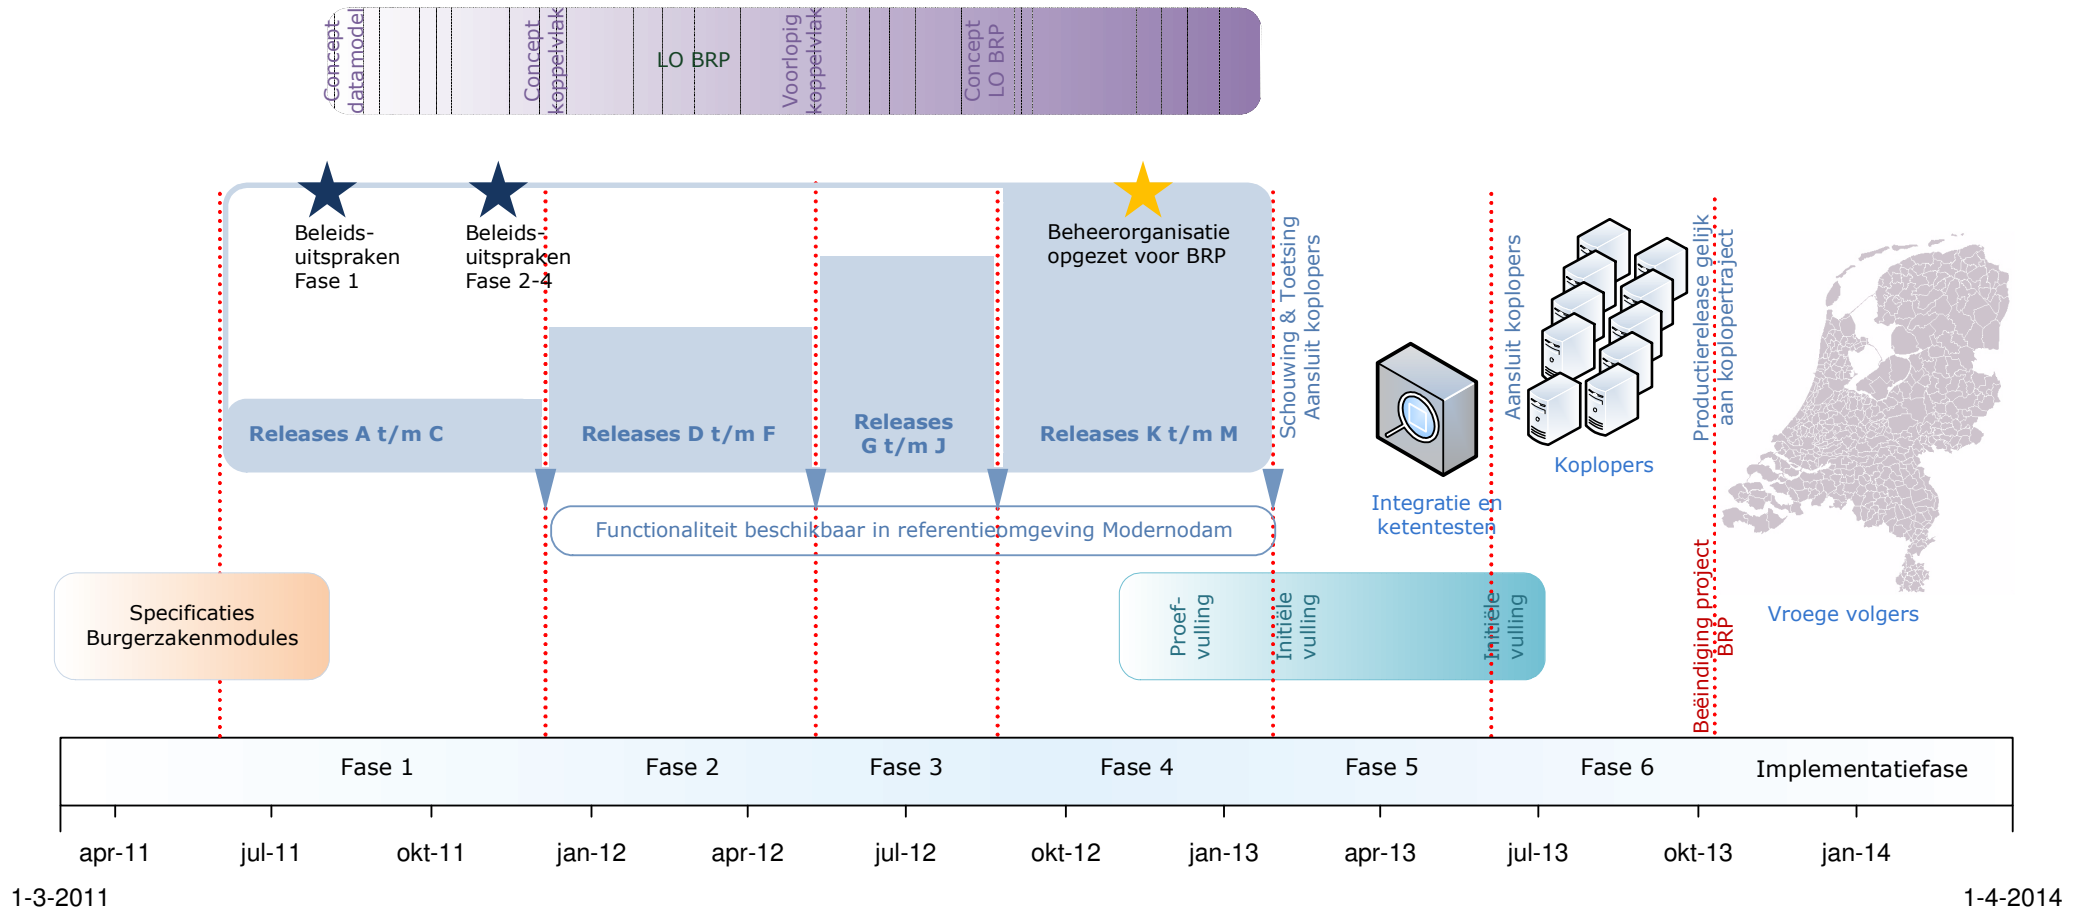 Concept
datamodel
Concept
koppelvlak
LO BRP
Voorlopig
koppelvlak
Concept
LO BRP
Beleids-
uitspraken
Fase 1
Beleids-
uitspraken
Fase 2-4
Beheerorganisatie
opgezet voor BRP
Schouwing & Toetsing
Aansluit koplopers
Aansluit koplopers
Productierelease gelijk
aan koplopertraject
Releases A t/m C
Releases D t/m F
Releases
G t/m J
Releases K t/m M
Koplopers
Integratie en
ketentesten
Functionaliteit beschikbaar in referentieomgeving Modernodam
Specificaties
Burgerzakenmodules
Proef-
vulling
Initiële
vulling
Initiële
vulling
Beëindiging project
BRP
Vroege volgers
Fase 1
Fase 2
Fase 3
Fase 4
Fase 5
Fase 6
Implementatiefase
apr-11
jul-11
okt-11
jan-12
apr-12
jul-12
okt-12
jan-13
apr-13
jul-13
okt-13
jan-14
1-3-2011
1-4-2014